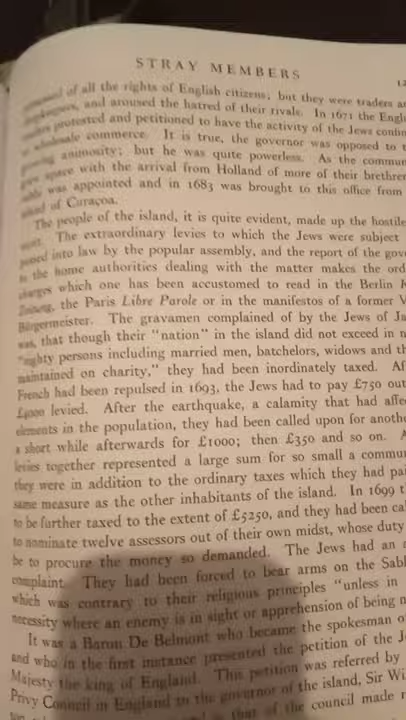 STRAY MEMBERS
of all the rights of English citizens; but they were traders
and aroused the hatred of their rivals. In 1671 the
protested and petitioned to have the activity of the Jews
commerce. It is true, the governor was opposed to
animosity; but he was quite powerless. As the
space with the arrival from Holland of more of their
was appointed and in 1683 was brought to this office from
of Curaçoa.
The people of the island, it is quite evident, made up the hostile
The extraordinary levies to which the Jews were subject
into law by the popular assembly, and the report of the
to the home authorities dealing with the matter makes the
charges which one has been accustomed to read in the Berlin
Zeitung, the Paris Libre Parole or in the manifestos of a former
Bürgermeister. The gravamen complained of by the Jews of
was, that though their "nation" in the island did not exceed in
"eighty persons including married men, batchelors, widows and
maintained on charity," they had been inordinately taxed.
French had been repulsed in 1693, the Jews had to pay £750 out
£4000 levied. After the earthquake, a calamity that had
elements in the population, they had been called upon for
a short while afterwards for £1000; then £350 and so on.
levies together represented a large sum for so small a
they were in addition to the ordinary taxes which they had
same measure as the other inhabitants of the island. In 1699
to be further taxed to the extent of £5250, and they had been
to nominate twelve assessors out of their own midst, whose duty
be to procure the money so demanded. The Jews had an
complaint. They had been forced to bear arms on the
which was contrary to their religious principles "unless in
necessity where an enemy is in sight or apprehension of being
It was a Baron De Belmont who became the spokesman
and who in the first instance presented the petition of the
Majesty the king of England. This petition was referred by
Privy Council in England to the governor of the island, Sir
that of the council made